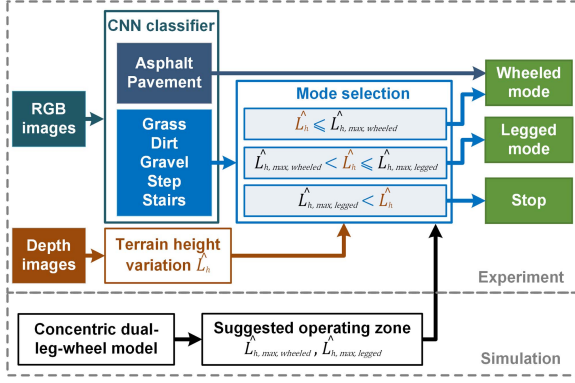 CNN classifier
Asphalt
Pavement
RGB
images
Grass
Dirt
Gravel
Step
Stairs
Mode selection
L̂h ⩽ L̂h, max, wheeled
L̂h, max, wheeled < L̂h ⩽ L̂h, max, legged
L̂h, max, legged < L̂h
Wheeled
mode
Legged
mode
Stop
Depth
images
Terrain height
variation L̂h
Experiment
Concentric dual-
leg-wheel model
Suggested operating zone
L̂h, max, wheeled , L̂h, max, legged
Simulation